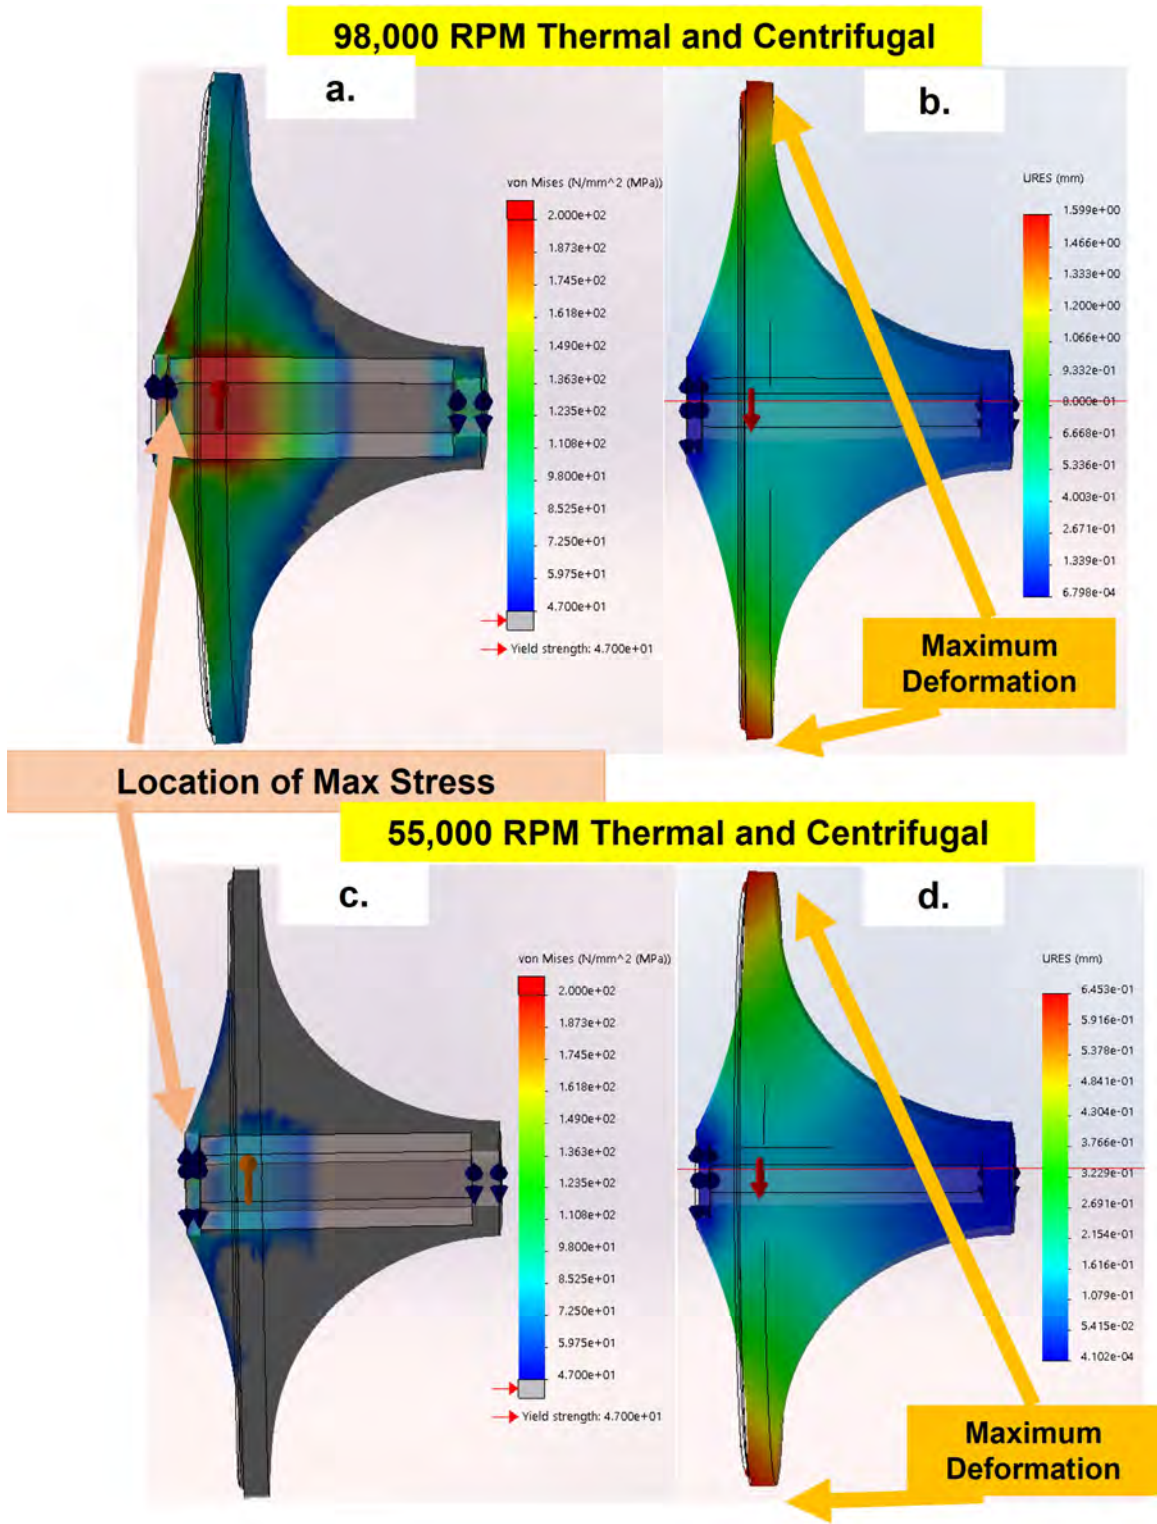 98,000 RPM Thermal and Centrifugal
a.
von Mises (N/mm^2 (MPa))
2.000e+02
1.873e+02
1.745e+02
1.618e+02
1.490e+02
1.363e+02
1.235e+02
1.108e+02
9.800e+01
8.525e+01
7.250e+01
5.975e+01
4.700e+01
Yield strength: 4.700e+01
b.
URES (mm)
1.599e+00
1.466e+00
1.333e+00
1.200e+00
1.066e+00
9.332e-01
8.000e-01
6.668e-01
5.336e-01
4.003e-01
2.671e-01
1.339e-01
6.798e-04
Maximum
Deformation
Location of Max Stress
55,000 RPM Thermal and Centrifugal
c.
von Mises (N/mm^2 (MPa))
2.000e+02
1.873e+02
1.745e+02
1.618e+02
1.490e+02
1.363e+02
1.235e+02
1.108e+02
9.800e+01
8.525e+01
7.250e+01
5.975e+01
4.700e+01
Yield strength: 4.700e+01
d.
URES (mm)
6.453e-01
5.916e-01
5.378e-01
4.841e-01
4.304e-01
3.766e-01
3.229e-01
2.691e-01
2.154e-01
1.616e-01
1.079e-01
5.415e-02
4.102e-04
Maximum
Deformation